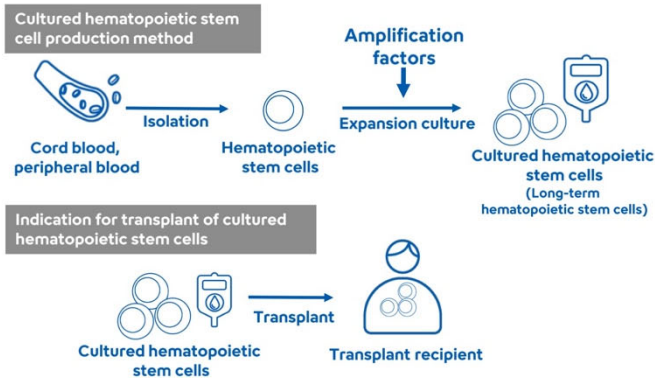 Cultured hematopoietic stem
cell production method
Amplification
factors
Isolation
Expansion culture
Cord blood,
peripheral blood
Hematopoietic
stem cells
Cultured hematopoietic
stem cells
(Long-term
hematopoietic stem cells)
Indication for transplant of cultured
hematopoietic stem cells
Transplant
Cultured hematopoietic
stem cells
Transplant recipient